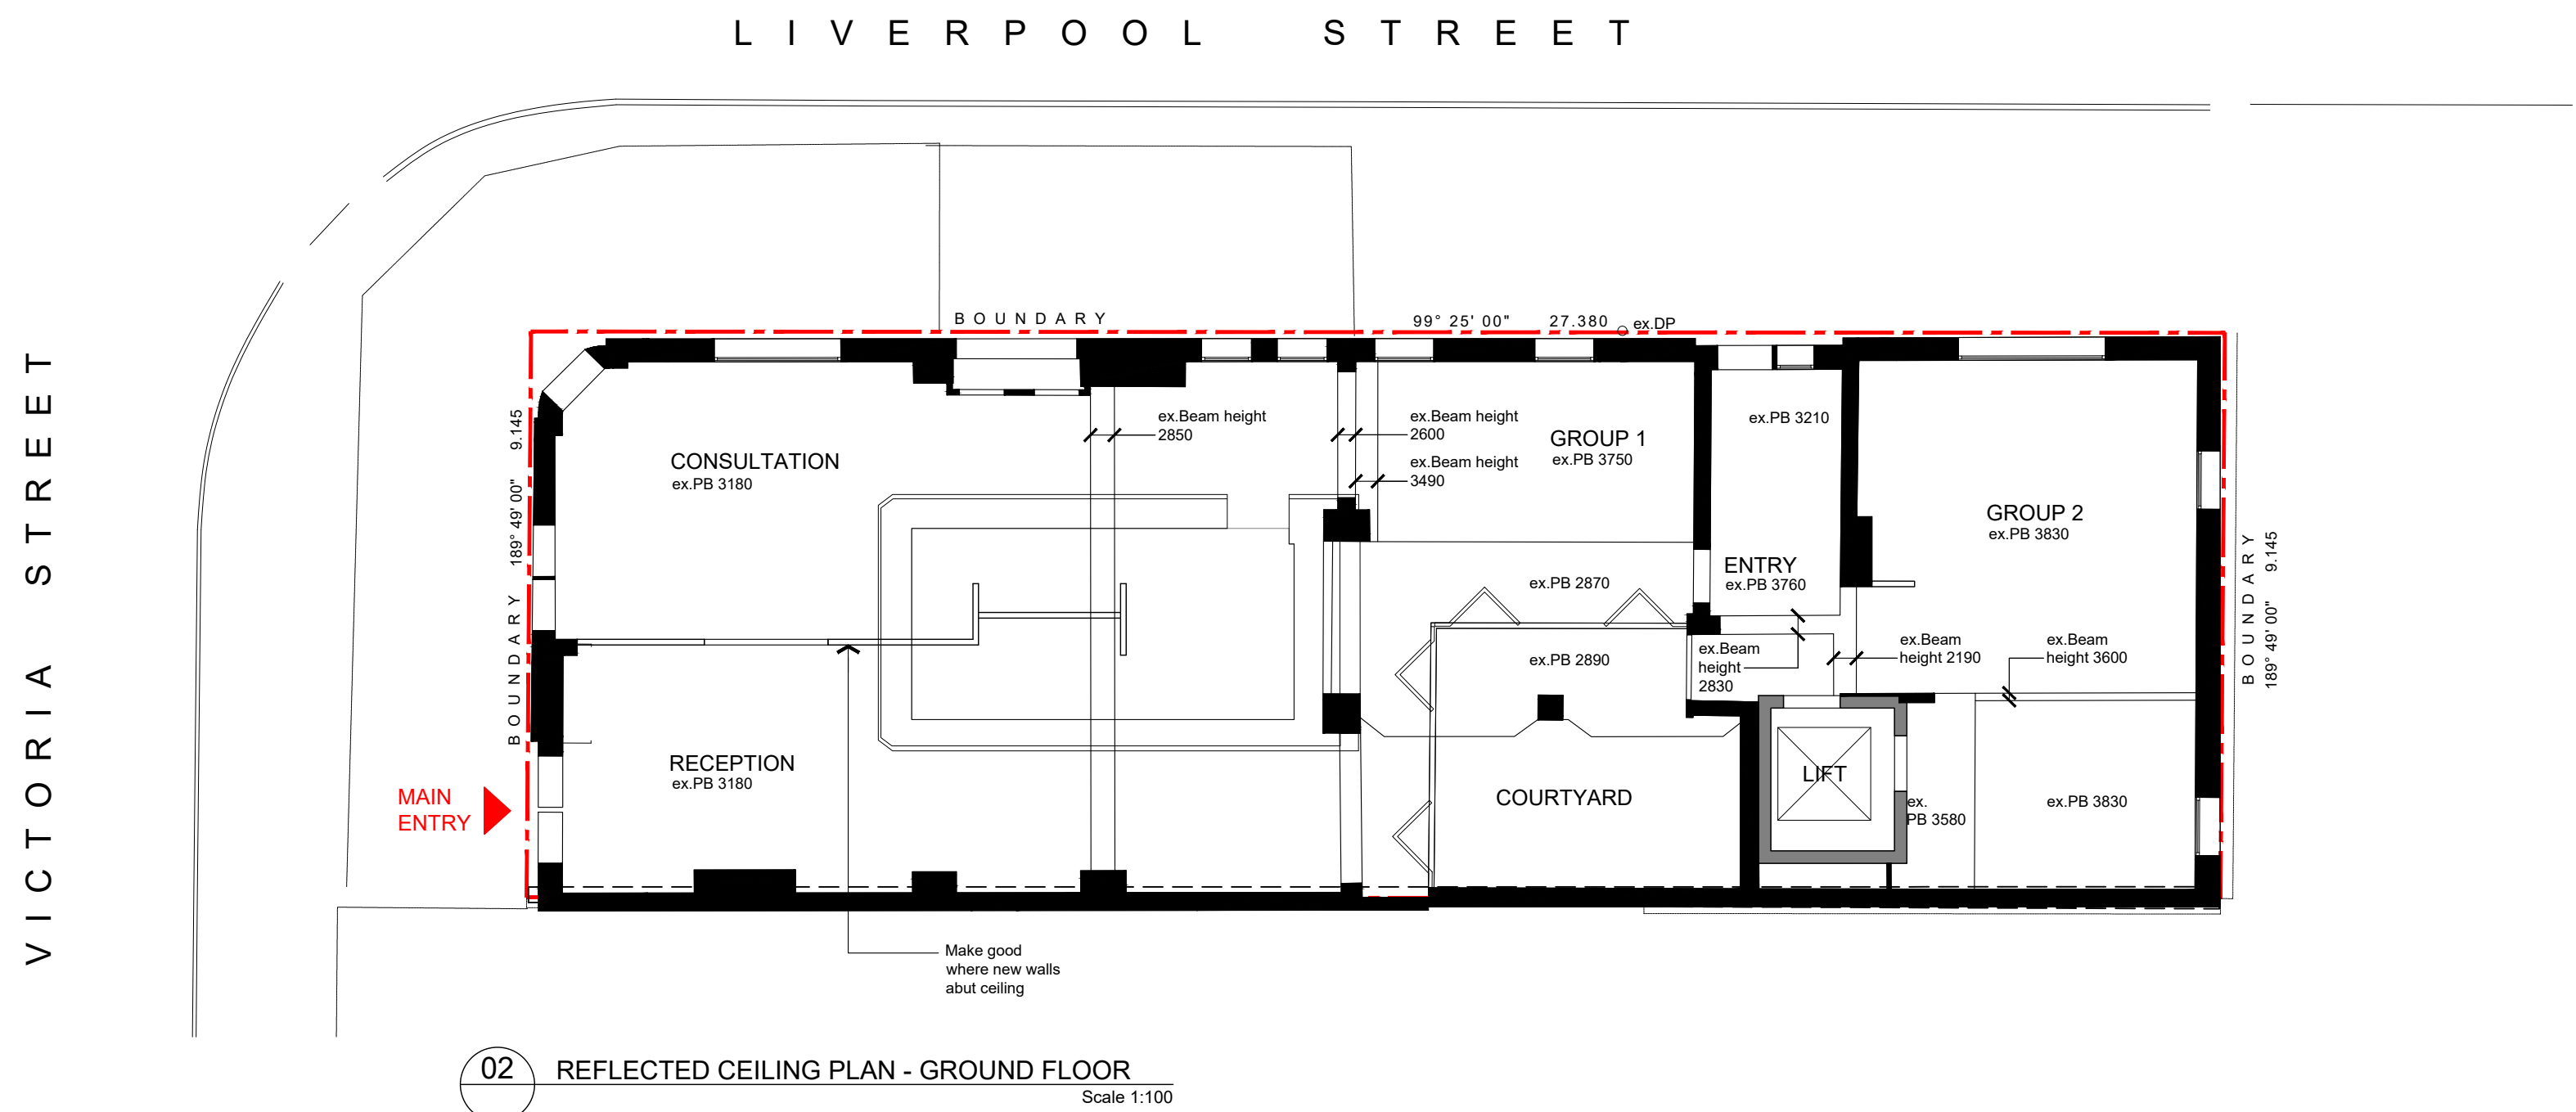 LIVERPOOL STREET
VICTORIA STREET
BOUNDARY
99° 25' 00" 27.380
ex.DP
BOUNDARY 189° 49' 00" 9.145
CONSULTATION
ex.PB 3180
ex.Beam height
2850
ex.Beam height
2600
ex.Beam height
3490
GROUP 1
ex.PB 3750
ex.PB 3210
ENTRY
ex.PB 3760
GROUP 2
ex.PB 3830
ex.PB 2870
ex.PB 2890
ex.Beam
height
2830
ex.Beam
height 2190
ex.Beam
height 3600
BOUNDARY
189° 49' 00" 9.145
RECEPTION
ex.PB 3180
MAIN
ENTRY
COURTYARD
LIFT
ex.
PB 3580
ex.PB 3830
Make good
where new walls
abut ceiling
02
REFLECTED CEILING PLAN - GROUND FLOOR
Scale 1:100